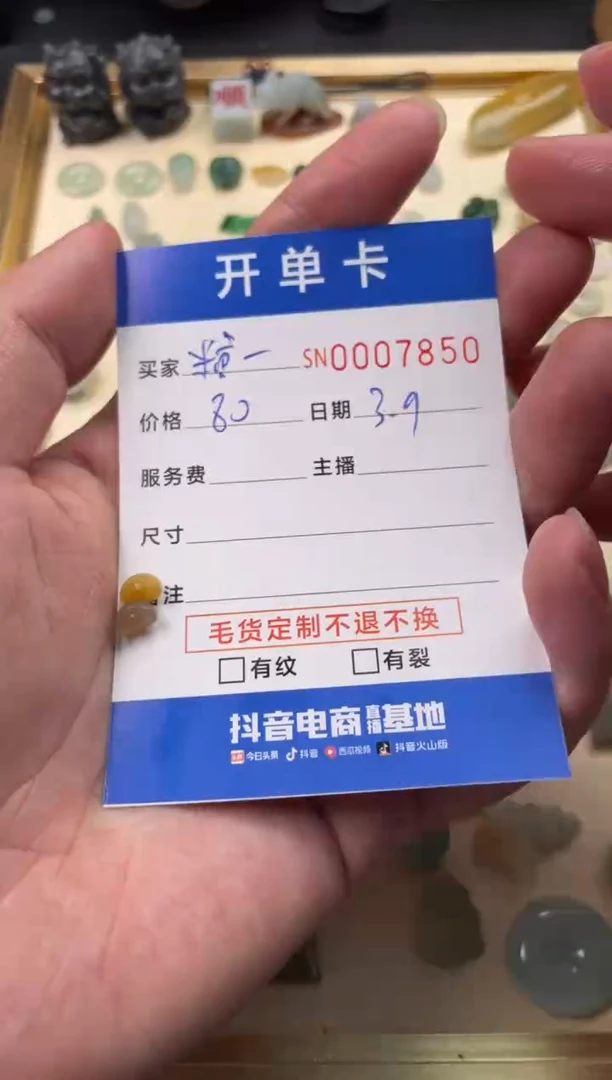 开单卡
买家 糖一 SN0007850
价格 80 日期 3.9
服务费 主播
尺寸
注
毛货定制不退不换
有纹 有裂
抖音电商直播基地
今日头条 抖音 西瓜视频 抖音火山版